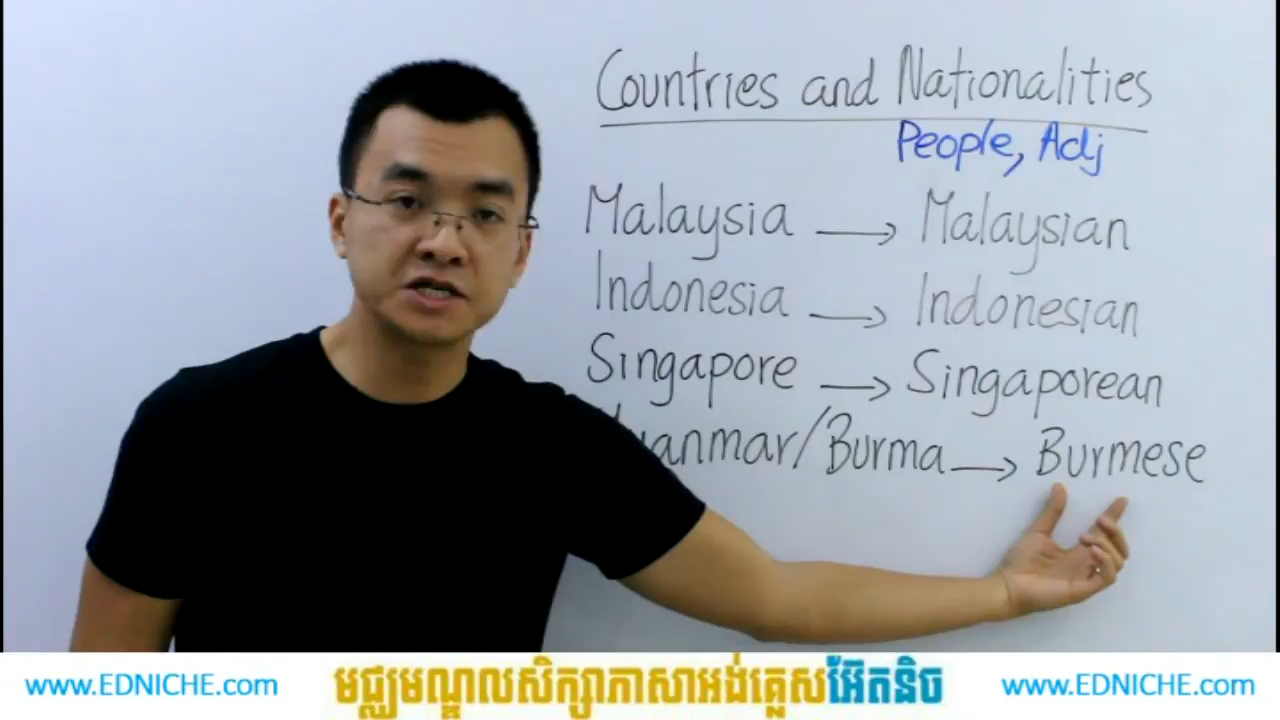 Countries and Nationalities
People, Adj
Malaysia → Malaysian
Indonesia → Indonesian
Singapore → Singaporean
/Burma → Burmese
www.EDNICHE.com មជ្ឈមណ្ឌលសិក្សាភាសាអង់គ្លេសអ៊ែតនិច www.EDNICHE.com